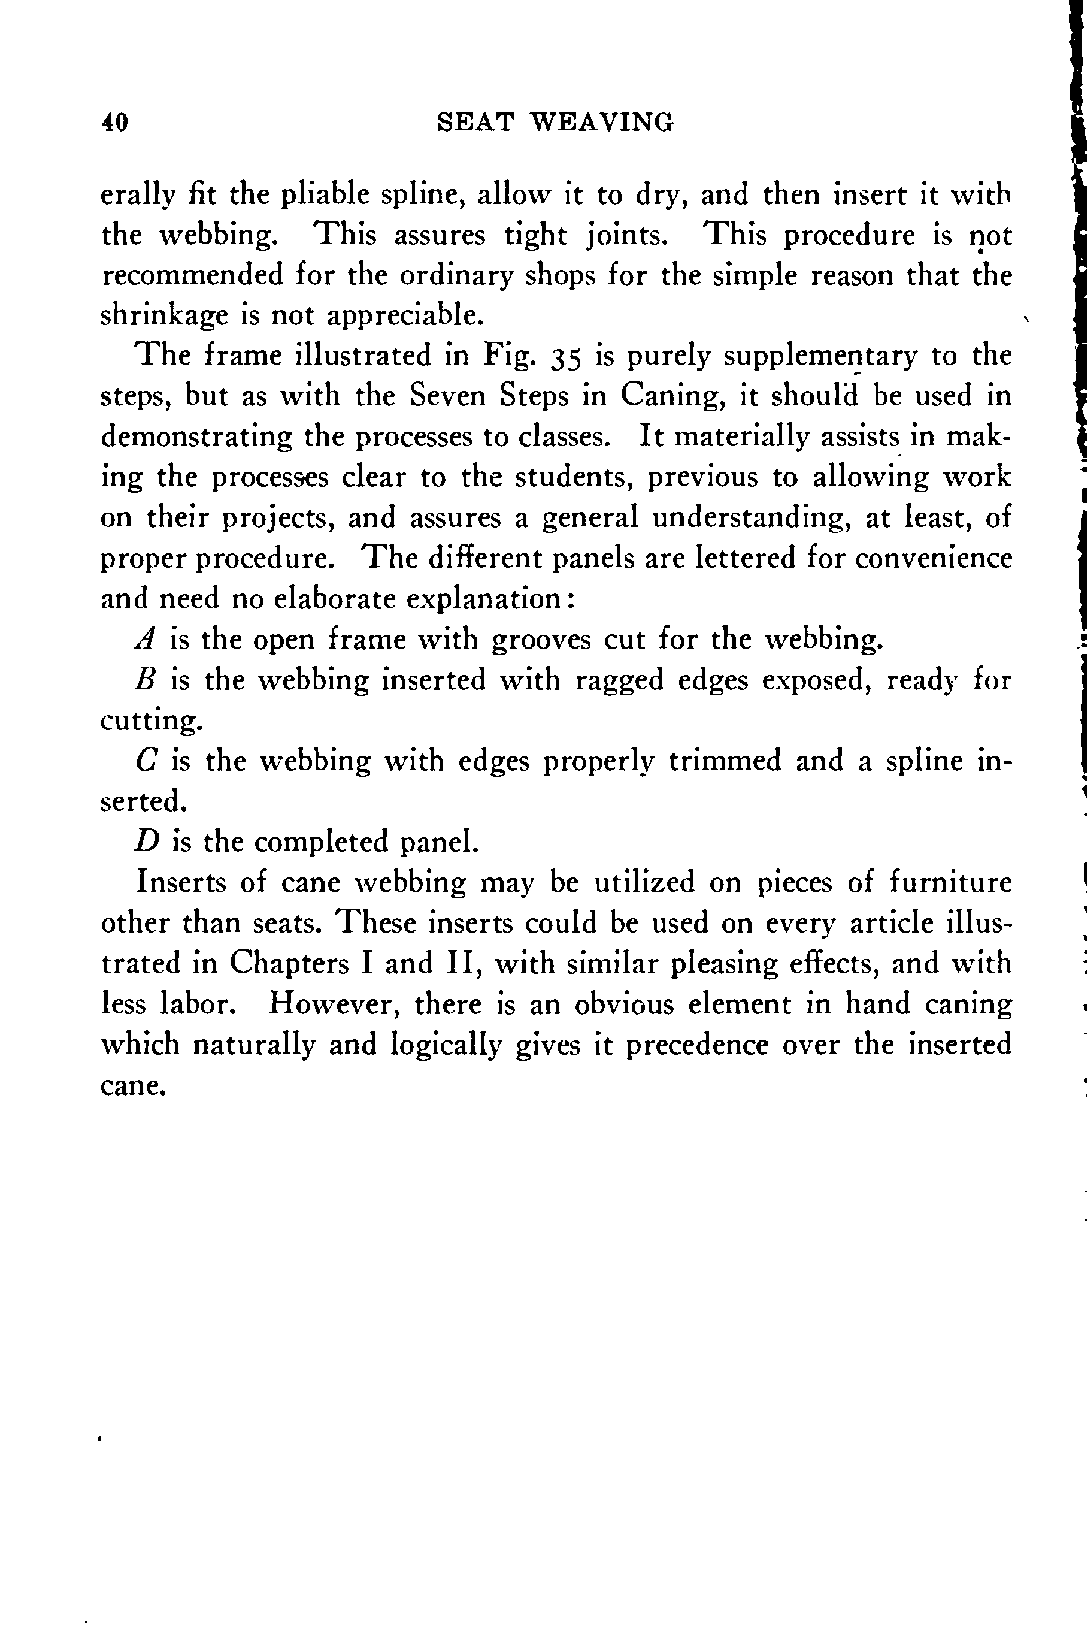 40 SEAT WEAVING
erally fit the pliable spline, allow it to dry, and then insert it with
the webbing. This assures tight joints. This procedure is not
recommended for the ordinary shops for the simple reason that the
shrinkage is not appreciable.
The frame illustrated in Fig. 35 is purely supplementary to the
steps, but as with the Seven Steps in Caning, it should be used in
demonstrating the processes to classes. It materially assists in mak-
ing the processes clear to the students, previous to allowing work
on their projects, and assures a general understanding, at least, of
proper procedure. The different panels are lettered for convenience
and need no elaborate explanation:
A is the open frame with grooves cut for the webbing.
B is the webbing inserted with ragged edges exposed, ready for
cutting.
C is the webbing with edges properly trimmed and a spline in-
serted.
D is the completed panel.
Inserts of cane webbing may be utilized on pieces of furniture
other than seats. These inserts could be used on every article illus-
trated in Chapters I and II, with similar pleasing effects, and with
less labor. However, there is an obvious element in hand caning
which naturally and logically gives it precedence over the inserted
cane.